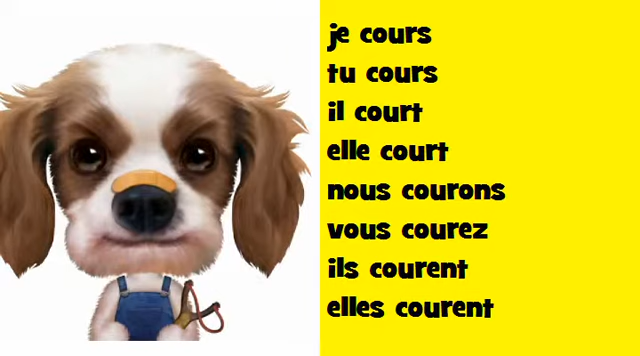 je cours
tu cours
il court
elle court
nous courons
vous courez
ils courent
elles courent